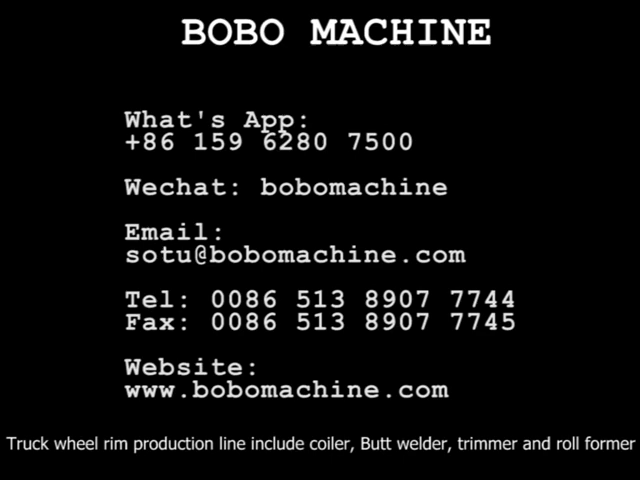 BOBO MACHINE
What's App:
+86 159 6280 7500
Wechat: bobomachine
Email:
sotu@bobomachine.com
Tel: 0086 513 8907 7744
Fax: 0086 513 8907 7745
Website:
www.bobomachine.com
Truck wheel rim production line include coiler, Butt welder, trimmer and roll former